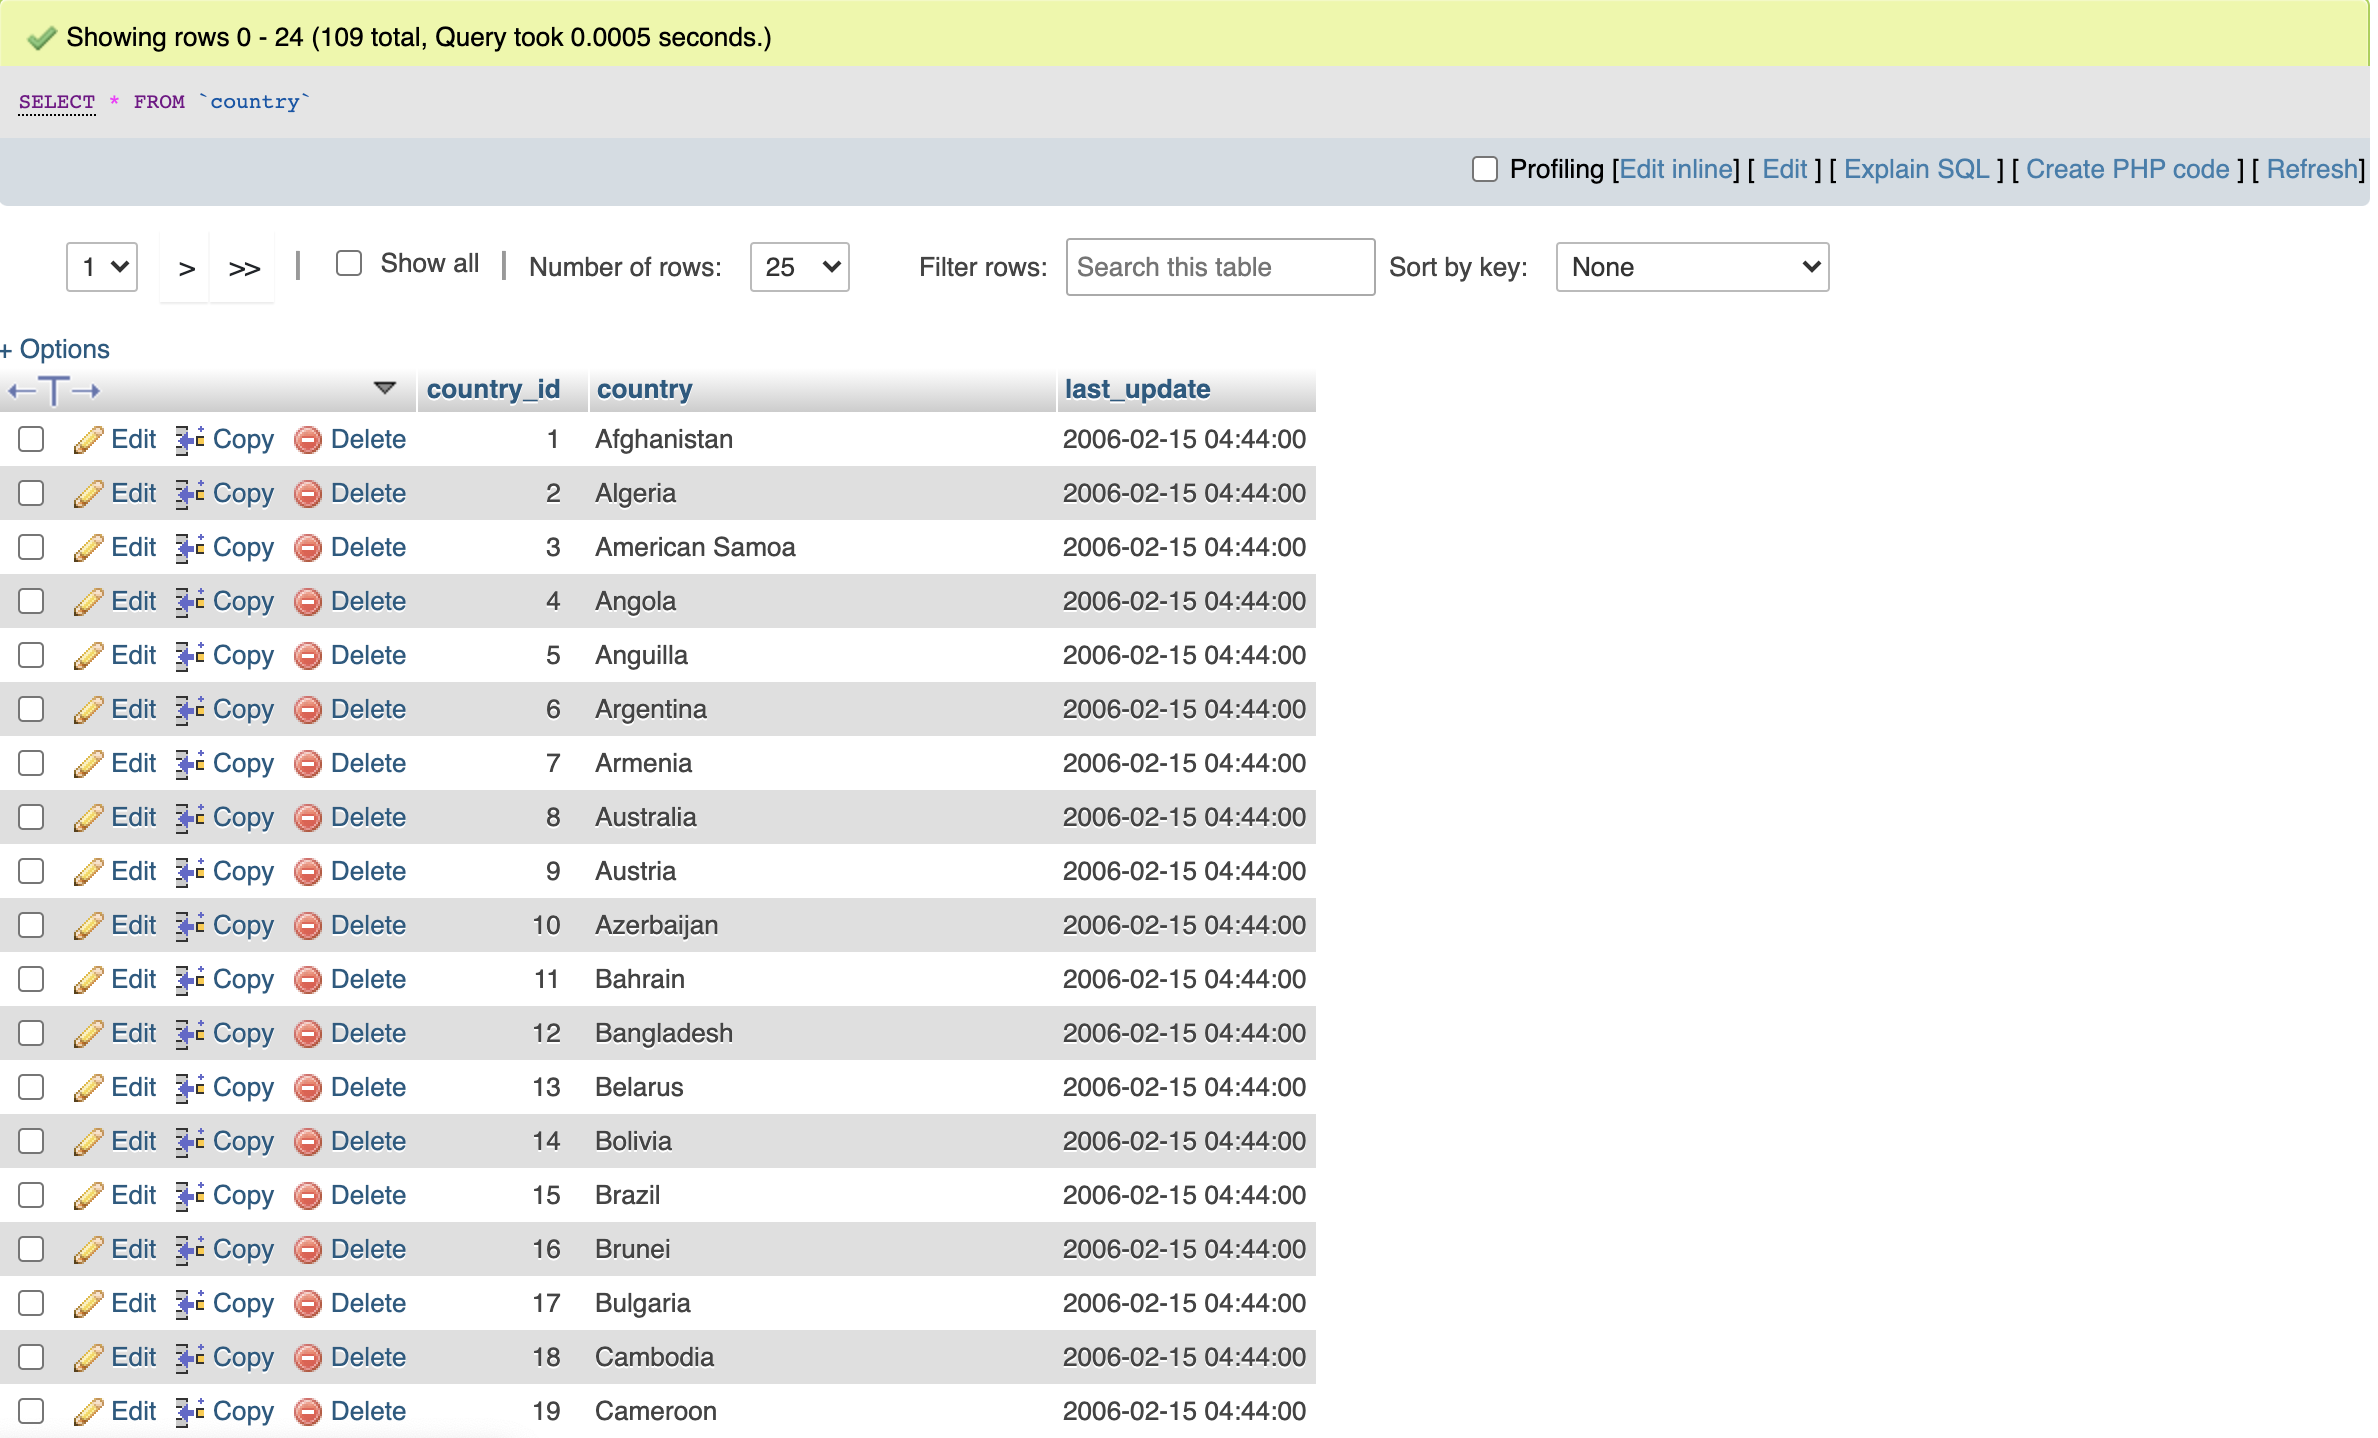 Showing rows 0 - 24 (109 total, Query took 0.0005 seconds.)
SELECT * FROM `country`
Profiling [Edit inline] [ Edit ] [ Explain SQL ] [ Create PHP code ] [ Refresh]
1 > >> | Show all | Number of rows: 25 Filter rows: Search this table Sort by key: None
+ Options
←T→ country_id country last_update
Edit Copy Delete 1 Afghanistan 2006-02-15 04:44:00
Edit Copy Delete 2 Algeria 2006-02-15 04:44:00
Edit Copy Delete 3 American Samoa 2006-02-15 04:44:00
Edit Copy Delete 4 Angola 2006-02-15 04:44:00
Edit Copy Delete 5 Anguilla 2006-02-15 04:44:00
Edit Copy Delete 6 Argentina 2006-02-15 04:44:00
Edit Copy Delete 7 Armenia 2006-02-15 04:44:00
Edit Copy Delete 8 Australia 2006-02-15 04:44:00
Edit Copy Delete 9 Austria 2006-02-15 04:44:00
Edit Copy Delete 10 Azerbaijan 2006-02-15 04:44:00
Edit Copy Delete 11 Bahrain 2006-02-15 04:44:00
Edit Copy Delete 12 Bangladesh 2006-02-15 04:44:00
Edit Copy Delete 13 Belarus 2006-02-15 04:44:00
Edit Copy Delete 14 Bolivia 2006-02-15 04:44:00
Edit Copy Delete 15 Brazil 2006-02-15 04:44:00
Edit Copy Delete 16 Brunei 2006-02-15 04:44:00
Edit Copy Delete 17 Bulgaria 2006-02-15 04:44:00
Edit Copy Delete 18 Cambodia 2006-02-15 04:44:00
Edit Copy Delete 19 Cameroon 2006-02-15 04:44:00